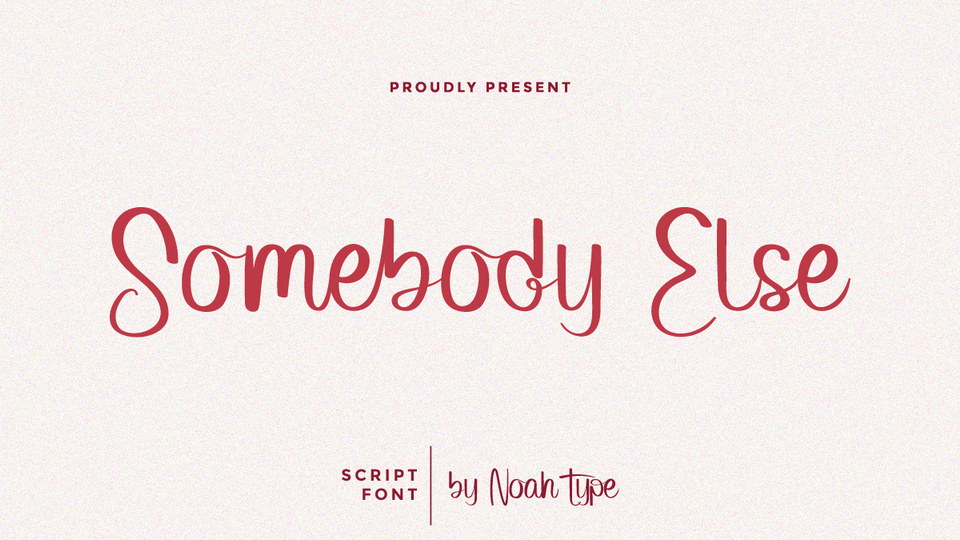 PROUDLY PRESENT
Somebody Else
SCRIPT
FONT
by Noah Type